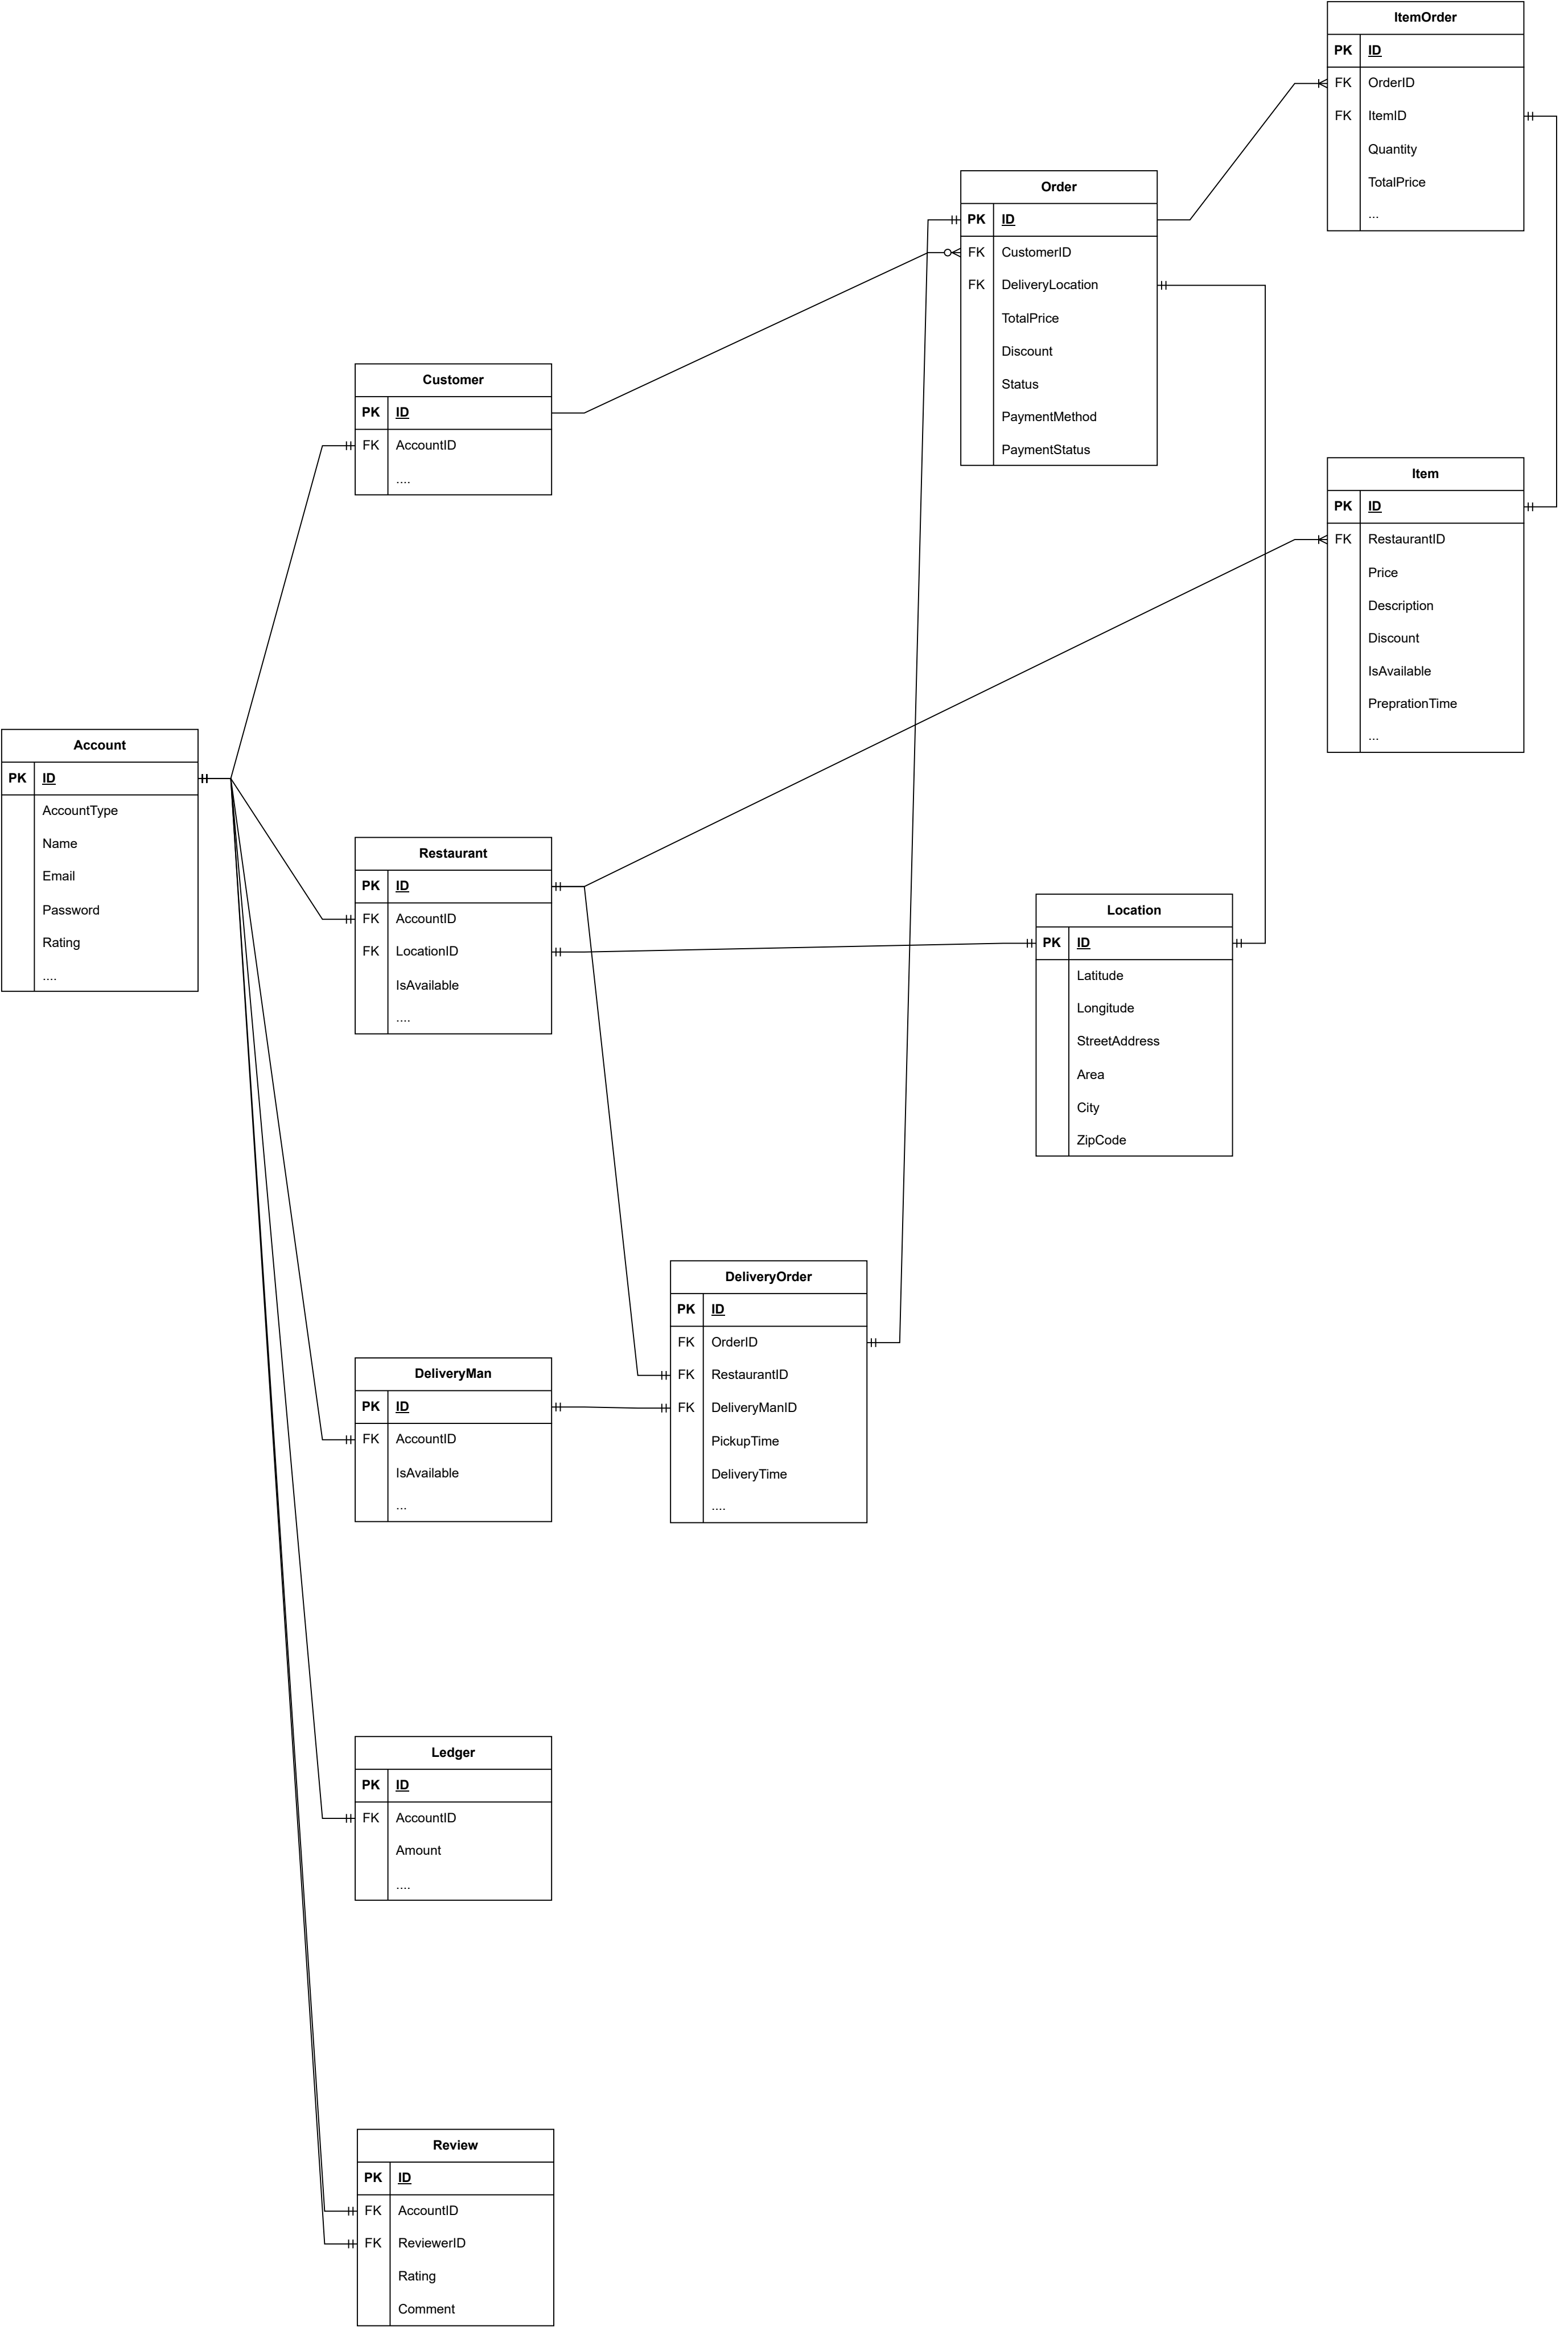 ItemOrder
PK ID
FK OrderID
FK ItemID
Quantity
TotalPrice
...
Order
PK ID
FK CustomerID
FK DeliveryLocation
TotalPrice
Discount
Status
PaymentMethod
PaymentStatus
Customer
PK ID
FK AccountID
....
Item
PK ID
FK RestaurantID
Price
Description
Discount
IsAvailable
PreprationTime
...
Account
PK ID
AccountType
Name
Email
Password
Rating
....
Restaurant
PK ID
FK AccountID
FK LocationID
IsAvailable
....
Location
PK ID
Latitude
Longitude
StreetAddress
Area
City
ZipCode
DeliveryOrder
PK ID
FK OrderID
FK RestaurantID
FK DeliveryManID
PickupTime
DeliveryTime
....
DeliveryMan
PK ID
FK AccountID
IsAvailable
...
Ledger
PK ID
FK AccountID
Amount
....
Review
PK ID
FK AccountID
FK ReviewerID
Rating
Comment